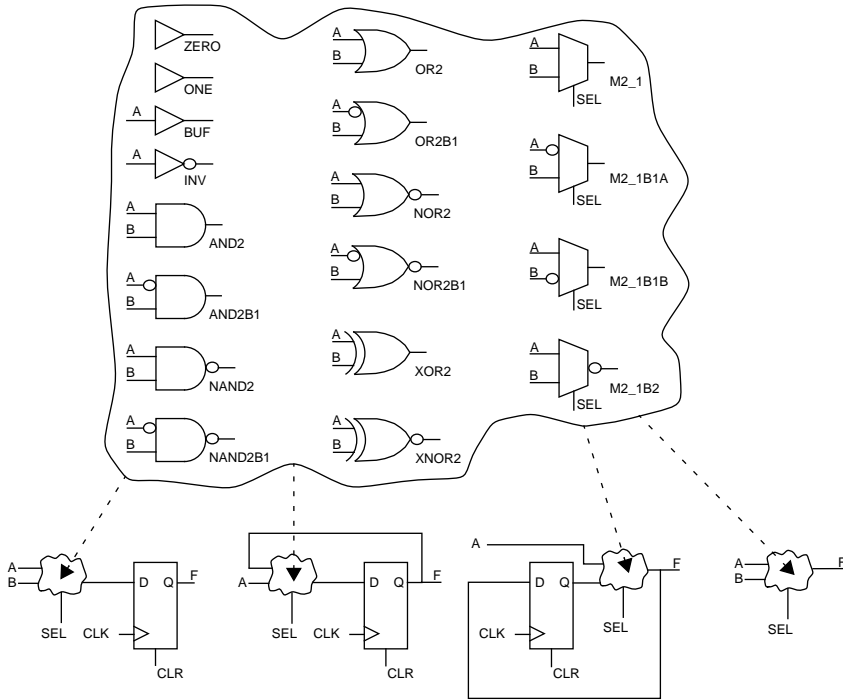 ZERO
ONE
A
BUF
A
INV
A
B
AND2
A
B
AND2B1
A
B
NAND2
A
B
NAND2B1
A
B
OR2
A
B
OR2B1
A
B
NOR2
A
B
NOR2B1
A
B
XOR2
A
B
XNOR2
A
B
M2_1
SEL
A
B
M2_1B1A
SEL
A
B
M2_1B1B
SEL
A
B
M2_1B2
SEL
A
B
SEL
D Q
F
CLK
CLR
A
SEL
D Q
F
CLK
CLR
A
D Q
F
SEL
CLK
CLR
A
B
F
SEL